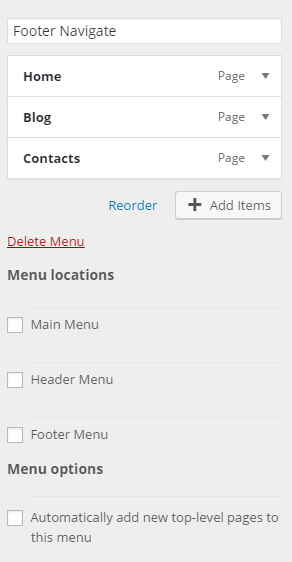 Footer Navigate
Home Page
Blog Page
Contacts Page
Reorder Add Items
Delete Menu
Menu locations
Main Menu
Header Menu
Footer Menu
Menu options
Automatically add new top-level pages to
this menu